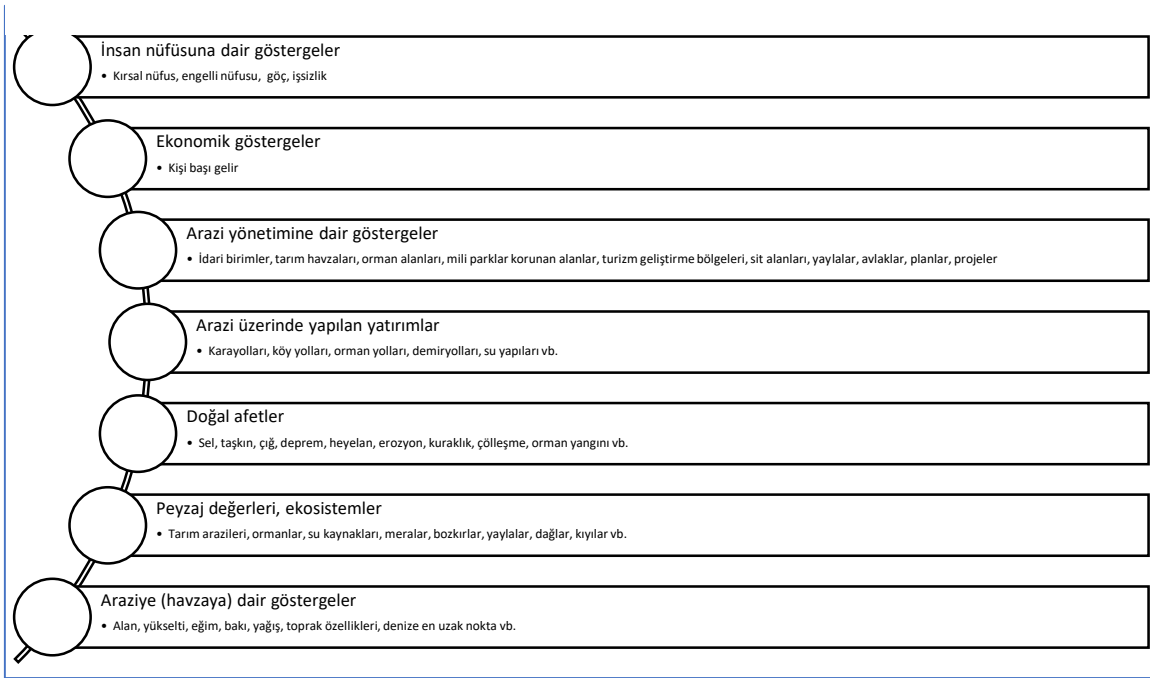 İnsan nüfüsuna dair göstergeler
• Kırsal nüfus, engelli nüfusu, göç, işsizlik
Ekonomik göstergeler
• Kişi başı gelir
Arazi yönetimine dair göstergeler
• İdari birimler, tarım havzaları, orman alanları, mili parklar korunan alanlar, turizm geliştirme bölgeleri, sit alanları, yaylalar, avlaklar, planlar, projeler
Arazi üzerinde yapılan yatırımlar
• Karayolları, köy yolları, orman yolları, demiryolları, su yapıları vb.
Doğal afetler
• Sel, taşkın, çığ, deprem, heyelan, erozyon, kuraklık, çölleşme, orman yangını vb.
Peyzaj değerleri, ekosistemler
• Tarım arazileri, ormanlar, su kaynakları, meralar, bozkırlar, yaylalar, dağlar, kıyılar vb.
Araziye (havzaya) dair göstergeler
• Alan, yükselti, eğim, bakı, yağış, toprak özellikleri, denize en uzak nokta vb.